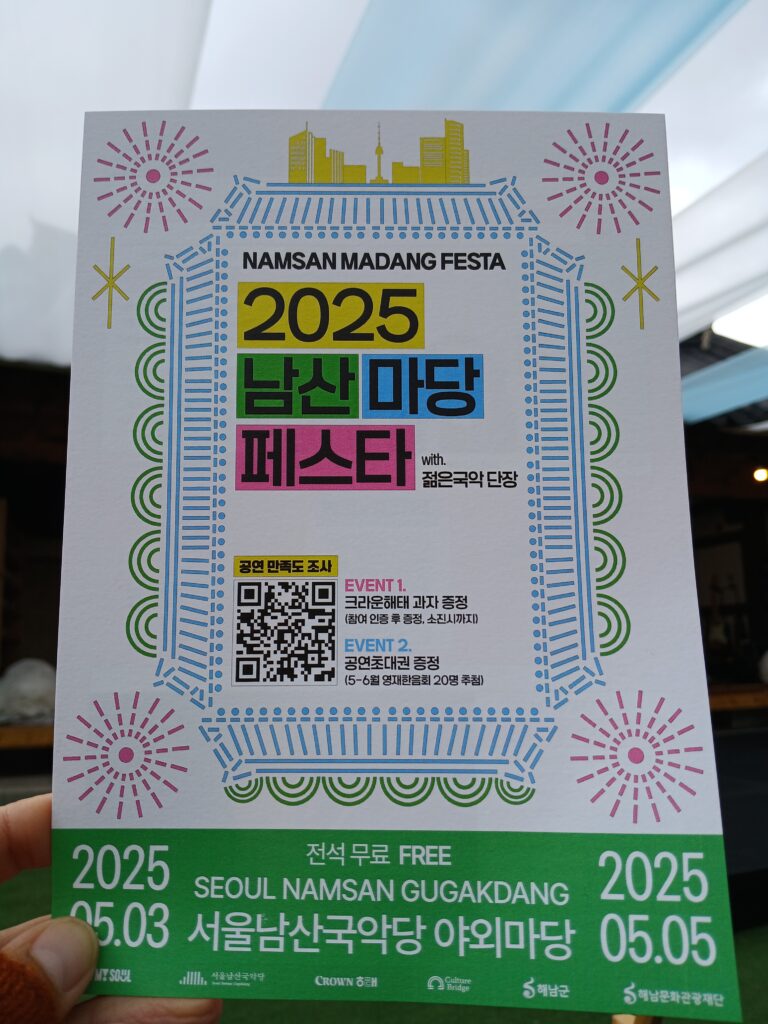 NAMSAN MADANG FESTA
2025
남산 마당
페스타 with.
젊은국악 단장
공연 만족도 조사
EVENT 1.
크라운해태 과자 증정
(참여 인증 후 증정, 소진시까지)
EVENT 2.
공연초대권 증정
(5-6월 영재한음회 20명 추첨)
전석 무료 FREE
2025
05.03
SEOUL NAMSAN GUGAKDANG
서울남산국악당 야외마당
2025
05.05
MY SOUL
서울남산국악당
CROWN 해태
Culture
Bridge
해남군
해남문화관광재단